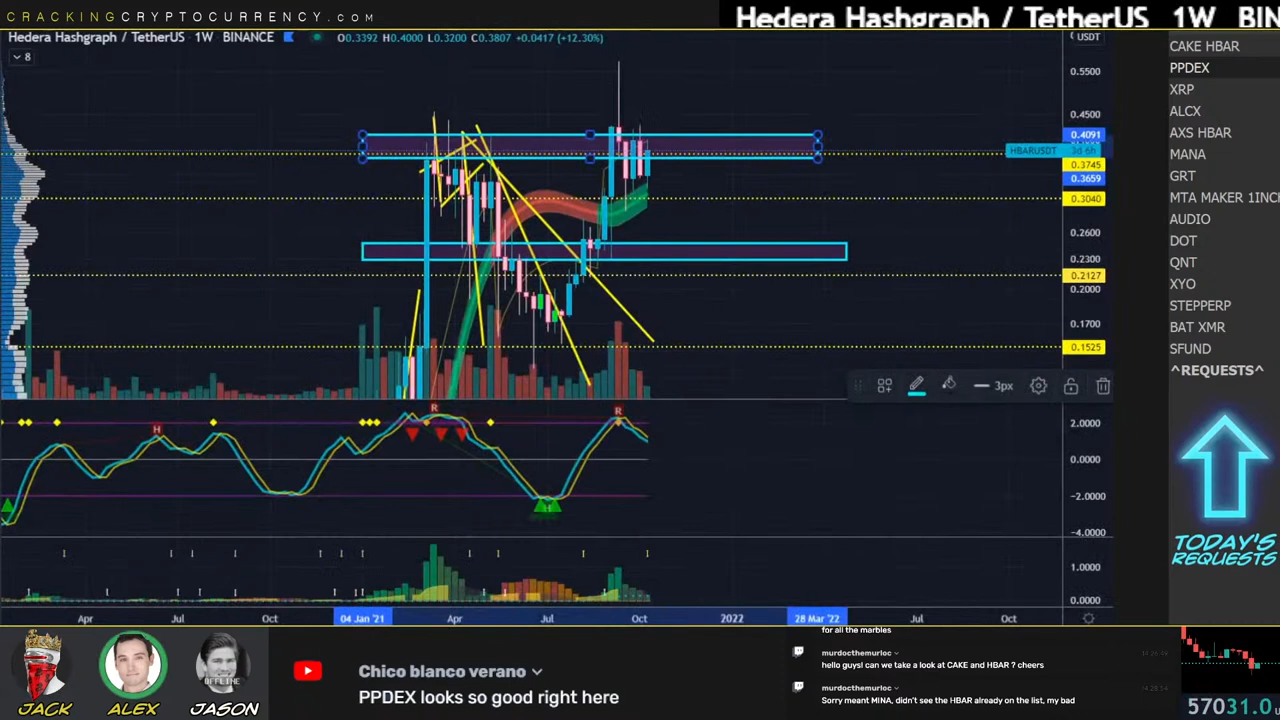 CRACKINGCRYPTOCURRENCY.com
Hedera Hashgraph / TetherUS 1W BIN
Hedera Hashgraph / TetherUS · 1W · BINANCE O0.3392 H0.4000 L0.3200 C0.3807 +0.0417 (+12.30%)
USDT
8
0.5500
0.4500
0.4091
HBARUSDT 3d 6h
0.3745
0.3659
0.3040
0.2600
0.2300
0.2127
0.2000
0.1700
0.1525
3px
R
R
H
H
2.0000
0.0000
-2.0000
-4.0000
1.0000
0.0000
Apr Jul Oct 04 Jan '21 Apr Jul Oct 2022 28 Mar '22 Jul Oct
CAKE HBAR
PPDEX
XRP
ALCX
AXS HBAR
MANA
GRT
MTA MAKER 1INC
AUDIO
DOT
QNT
XYO
STEPPERP
BAT XMR
SFUND
^REQUESTS^
TODAY'S
REQUESTS
JACK
ALEX
OFFLINE
JASON
Chico blanco verano
PPDEX looks so good right here
for all the marbles
murdocthemurloc
hello guys! can we take a look at CAKE and HBAR ? cheers
murdocthemurloc
Sorry meant MINA, didn't see the HBAR already on the list, my bad
57031.0